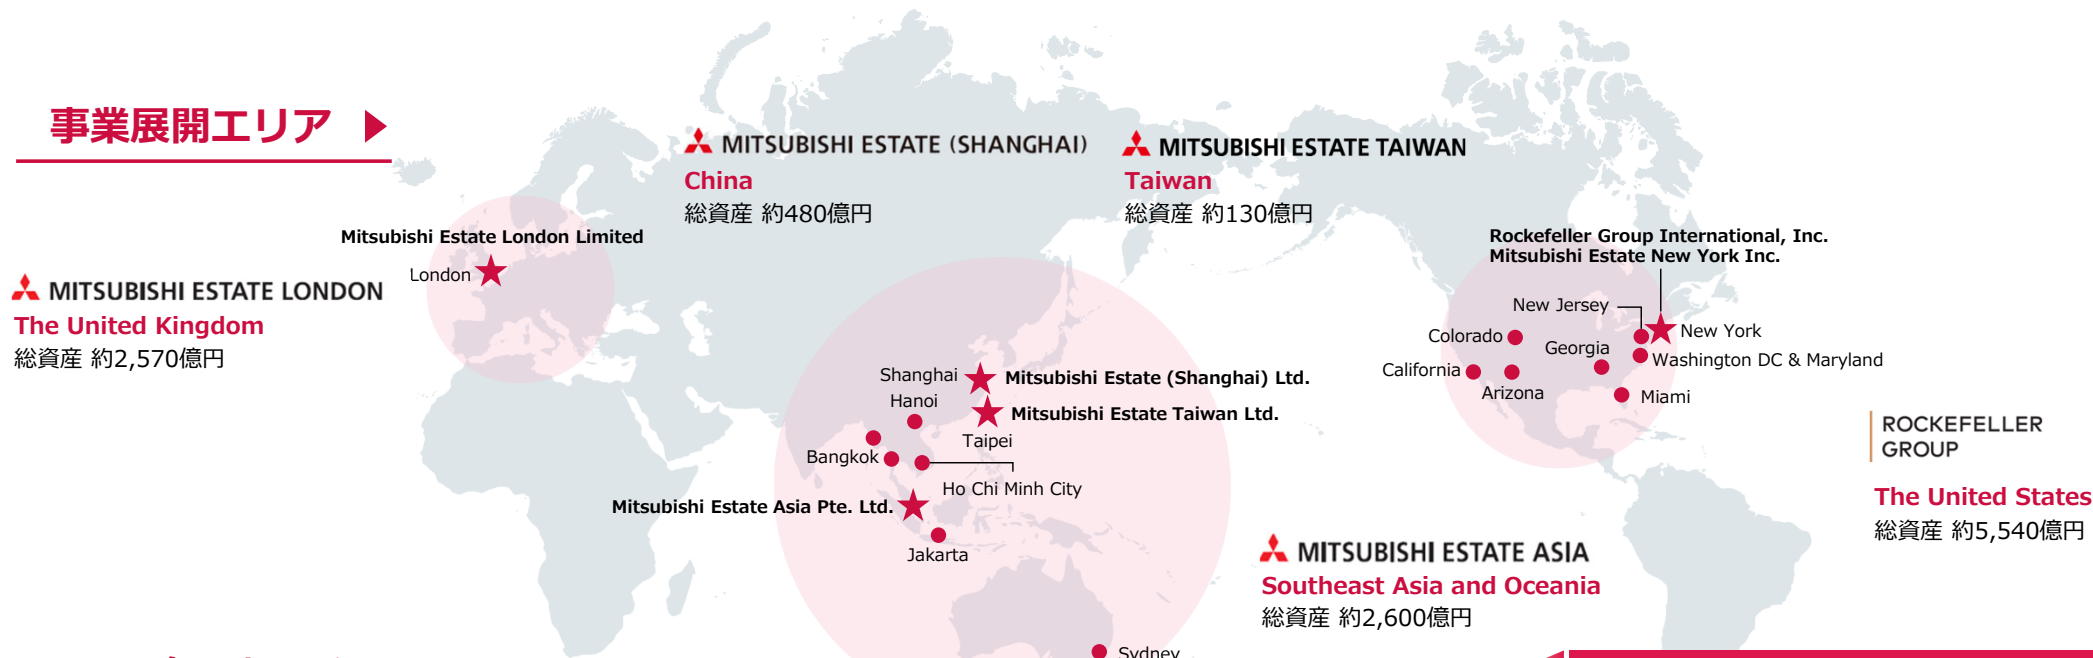 事業展開エリア
MITSUBISHI ESTATE (SHANGHAI)
China
総資産 約480億円
MITSUBISHI ESTATE TAIWAN
Taiwan
総資産 約130億円
Mitsubishi Estate London Limited
London
MITSUBISHI ESTATE LONDON
The United Kingdom
総資産 約2,570億円
Rockefeller Group International, Inc.
Mitsubishi Estate New York Inc.
New Jersey
New York
Colorado
Georgia
Washington DC & Maryland
California
Arizona
Miami
Shanghai
Mitsubishi Estate (Shanghai) Ltd.
Hanoi
Mitsubishi Estate Taiwan Ltd.
Taipei
Bangkok
Ho Chi Minh City
Mitsubishi Estate Asia Pte. Ltd.
Jakarta
ROCKEFELLER
GROUP
The United States
総資産 約5,540億円
MITSUBISHI ESTATE ASIA
Southeast Asia and Oceania
総資産 約2,600億円
Sydney